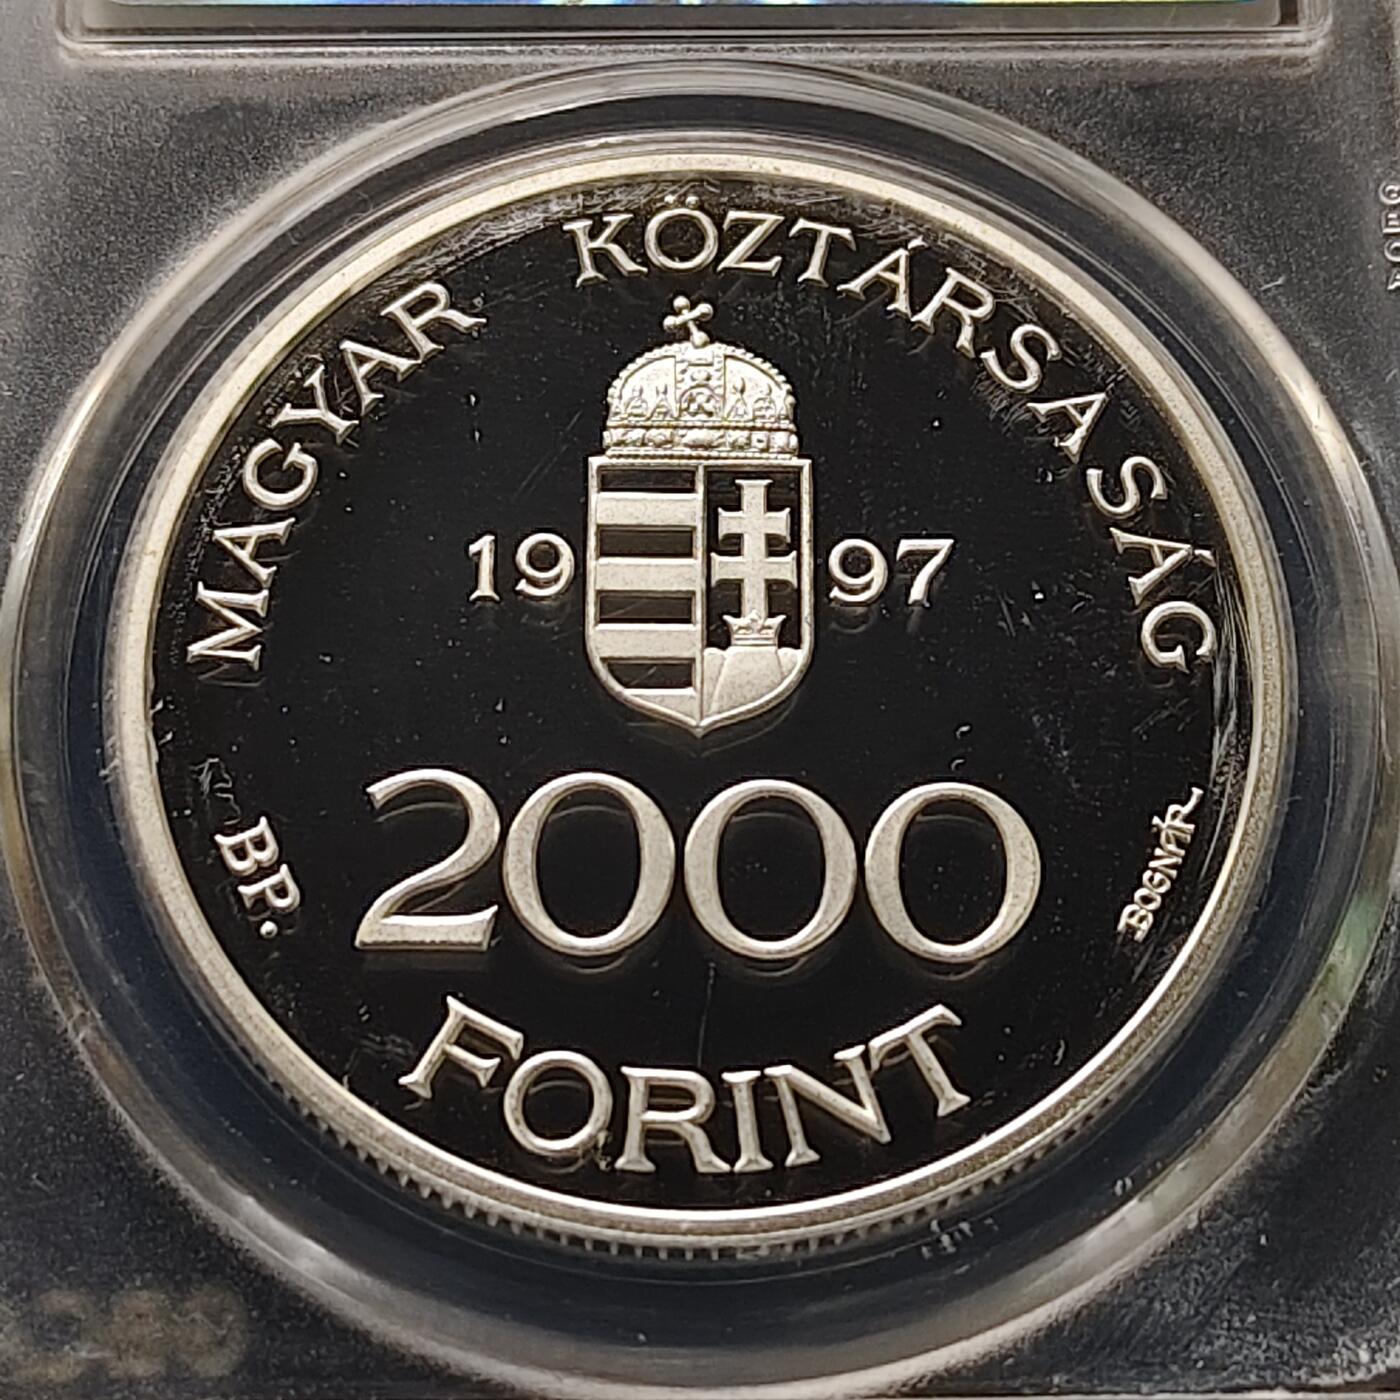 MAGYAR KÖZTÁRSASÁG
1997
2000
FORINT
BP.
BOGNÁR